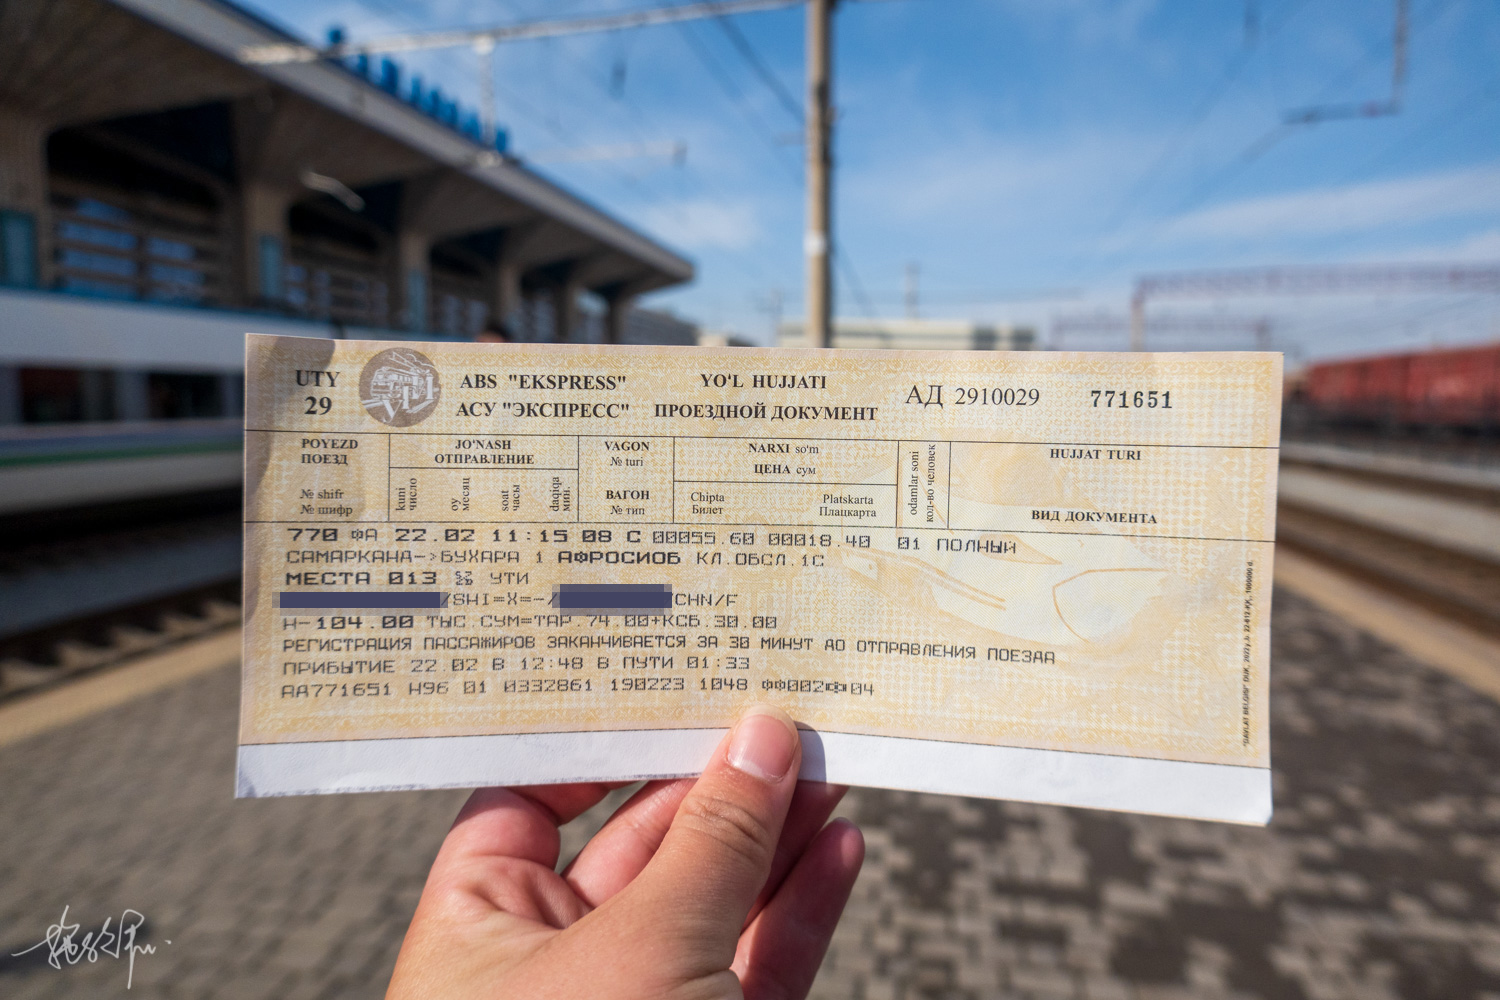 UTY
29
ABS "EKSPRESS" YO'L HUJJATI
АСУ "ЭКСПРЕСС" ПРОЕЗДНОЙ ДОКУМЕНТ
АД 2910029 771651
POYEZD
ПОЕЗД
№ shifr
№ шифр
JO'NASH
ОТПРАВЛЕНИЕ
kuni
число
oy
месяц
soat
часы
daqiqa
мин.
VAGON
№ turi
ВАГОН
№ тип
NARXI so'm
ЦЕНА сум
Chipta
Билет
Platskarta
Плацкарта
odamlar soni
кол-во человек
HUJJAT TURI
ВИД ДОКУМЕНТА
770 ФА 22.02 11:15 08 С 00055.60 00018.40 01 ПОЛНЫЙ
САМАРКАНА->БУХАРА 1 АФРОСИОБ КЛ.ОБСЛ.1С
МЕСТА 013 УТИ
/SHI=X=-/ /CHN/F
Н-104.00 ТЫС.СУМ=ТАР.74.00+КСБ.30.00
РЕГИСТРАЦИЯ ПАССАЖИРОВ ЗАКАНЧИВАЕТСЯ ЗА 30 МИНУТ ДО ОТПРАВЛЕНИЯ ПОЕЗДА
ПРИБЫТИЕ 22.02 В 12:48 В ПУТИ 01:33
АА771651 Н96 01 0332861 190223 1048 ФФ002 04